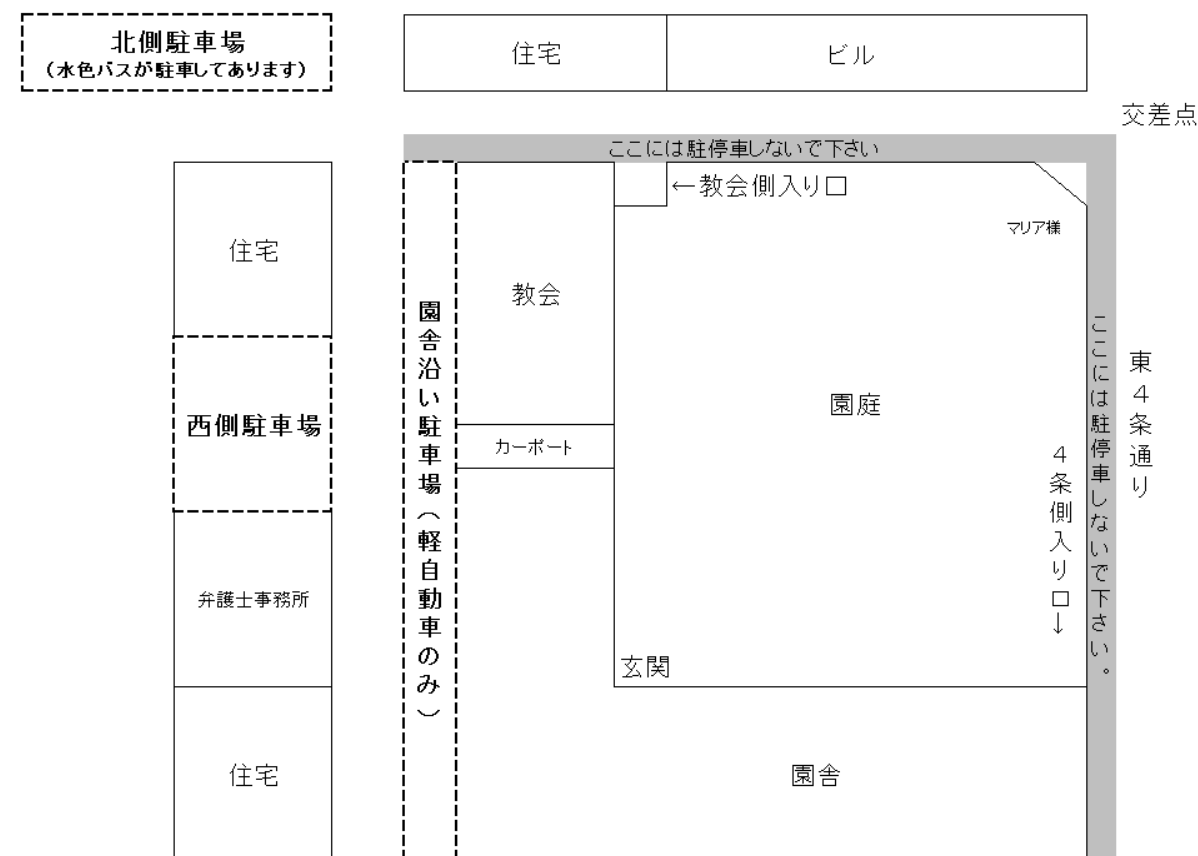 北側駐車場
（水色バスが駐車してあります）
住宅
ビル
交差点
ここには駐停車しないで下さい
←教会側入り口
マリア様
住宅
教会
園舎沿い駐車場（軽自動車のみ）
西側駐車場
カーポート
園庭
4条側入り口↓
ここには駐停車しないで下さい。
東4条通り
弁護士事務所
玄関
住宅
園舎